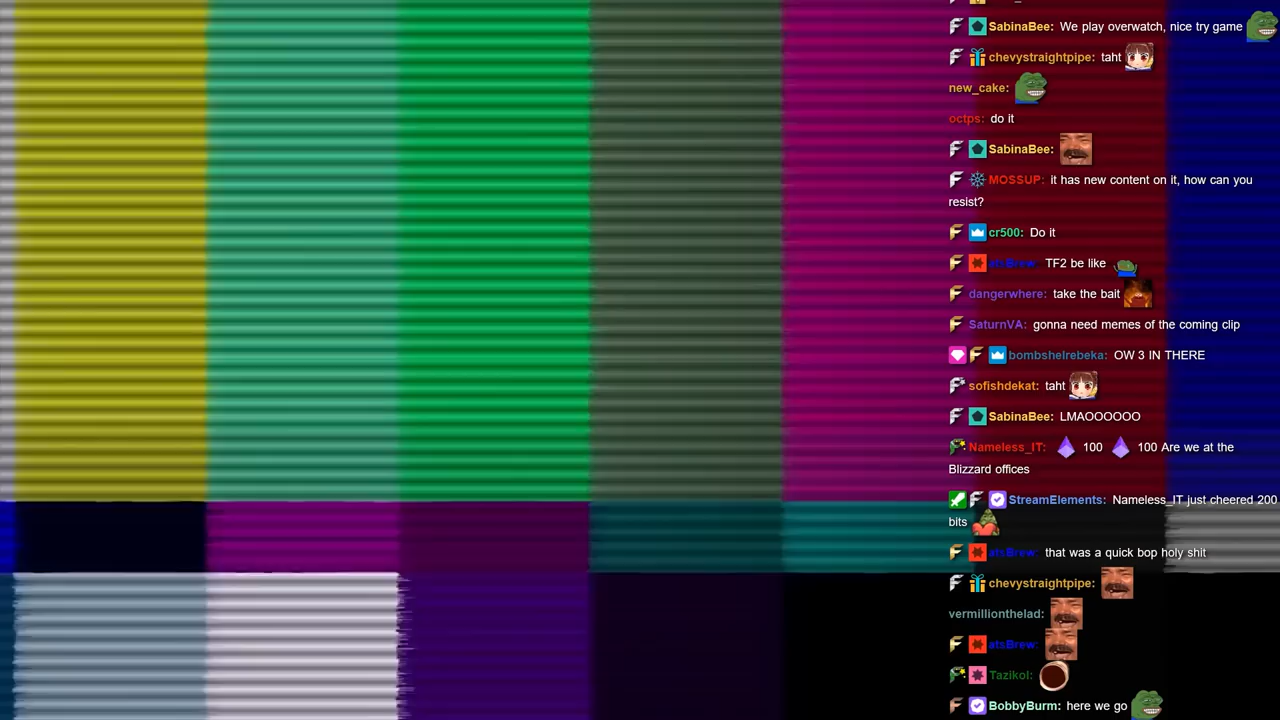 SabinaBee: We play overwatch, nice try game
chevystraightpipe: taht
new_cake:
octps: do it
SabinaBee:
MOSSUP: it has new content on it, how can you
resist?
cr500: Do it
atsBrew: TF2 be like
dangerwhere: take the bait
SaturnVA: gonna need memes of the coming clip
bombshelrebeka: OW 3 IN THERE
sofishdekat: taht
SabinaBee: LMAOOOOOO
Nameless_IT: 100 100 Are we at the
Blizzard offices
StreamElements: Nameless_IT just cheered 200
bits
atsBrew: that was a quick bop holy shit
chevystraightpipe:
vermillionthelad:
atsBrew:
Tazikol:
BobbyBurm: here we go